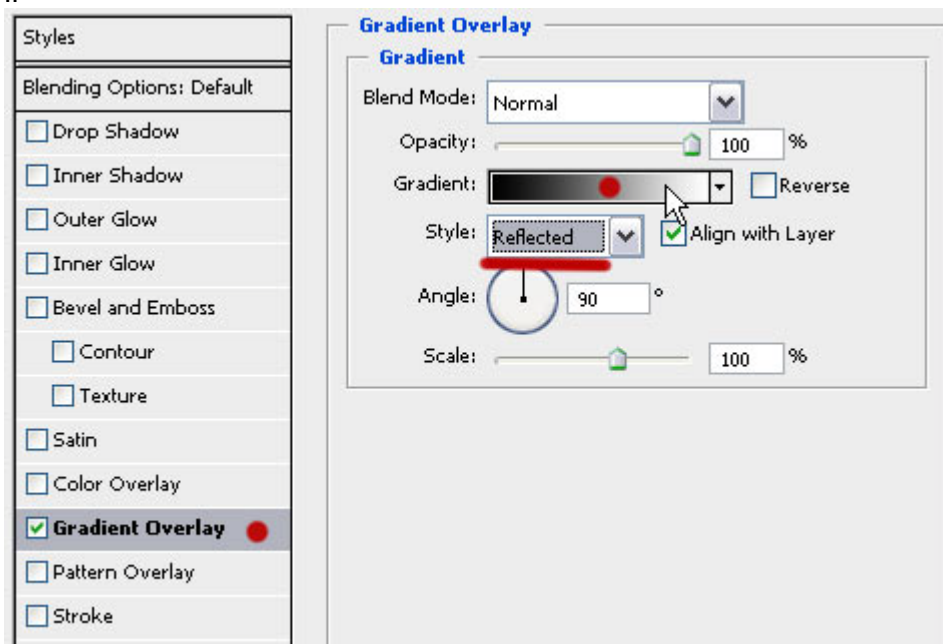 Styles
Blending Options: Default
Drop Shadow
Inner Shadow
Outer Glow
Inner Glow
Bevel and Emboss
Contour
Texture
Satin
Color Overlay
Gradient Overlay
Pattern Overlay
Stroke
Gradient Overlay
Gradient
Blend Mode: Normal
Opacity: 100 %
Gradient: Reverse
Style: Reflected Align with Layer
Angle: 90 °
Scale: 100 %